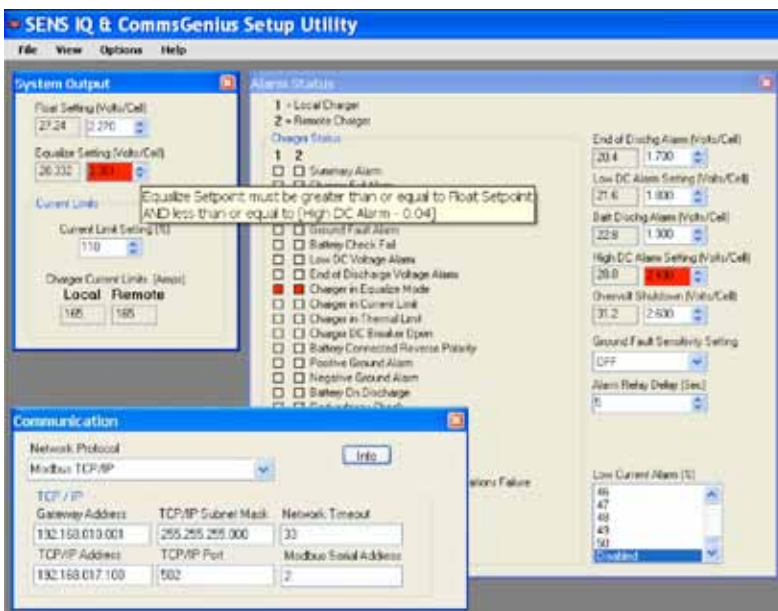 SENS IQ & CommsGenius Setup Utility
File View Options Help
System Output
Float Setting (Volts/Cell)
27.24 2.270
Equalize Setting (Volts/Cell)
Current Limits
Current Limit Setting (%)
110
Charger Current Limits (Amps)
Local Remote
165 165
Alarm Status
1 - Local Charger
2 - Remote Charger
Charger Status
1 2
Summary Alarm
Equalize Setpoint must be greater than or equal to Float Setpoint
AND less than or equal to [High DC Alarm - 0.04]
Ground Fault Alarm
Battery Check Fail
Low DC Voltage Alarm
End of Discharge Voltage Alarm
Charger in Equalize Mode
Charger in Current Limit
Charger in Thermal Limit
Charger DC Breaker Open
Battery Connected Reverse Polarity
Positive Ground Alarm
Negative Ground Alarm
Battery On Discharge
End of Dischg Alarm (Volts/Cell)
20.4 1.700
Low DC Alarm Setting (Volts/Cell)
21.6 1.800
Batt Dischg Alarm (Volts/Cell)
22.8
High DC Alarm Setting (Volts/Cell)
28.8
Overvolt Shutdown (Volts/Cell)
31.2 2.600
Ground Fault Sensitivity Setting
OFF
Alarm Relay Delay (Sec)
Low Current Alarm (%)
46
47
48
49
50
Disabled
Communication
Network Protocol
Modbus TCP/IP
Info
TCP / IP
Gateway Address TCP/IP Subnet Mask Network Timeout
192.168.010.001 255.255.255.000 33
TCP/IP Address TCP/IP Port Modbus Serial Address
192.168.017.100 502 2
Failure